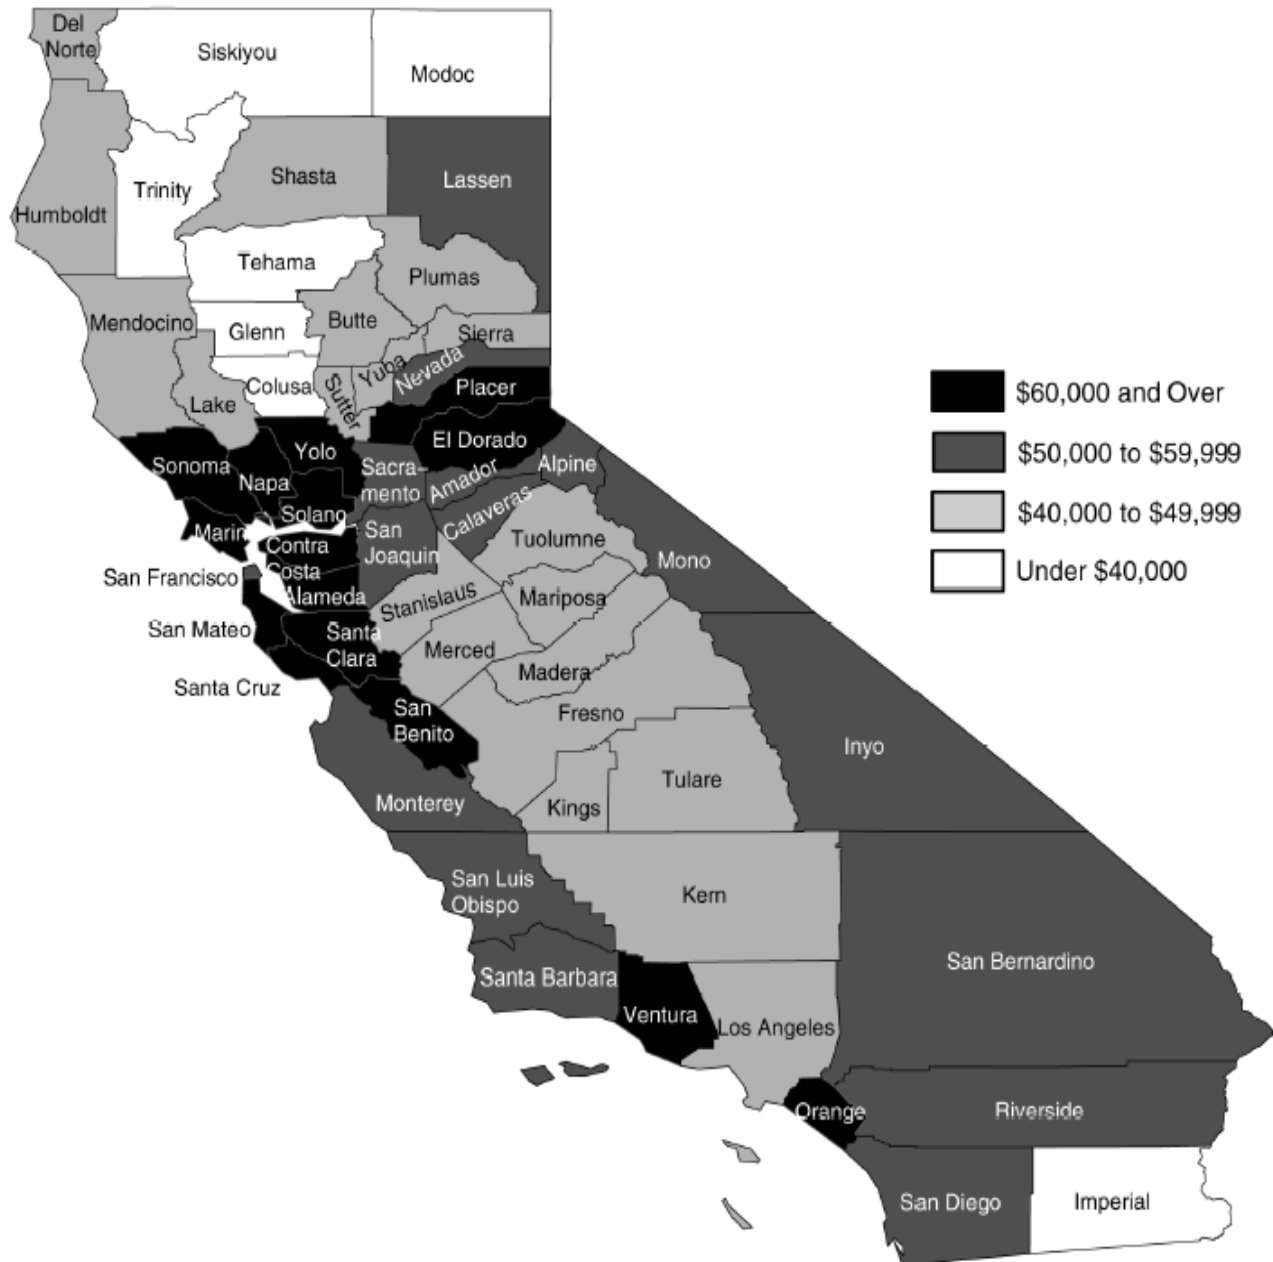 Del
Norte
Siskiyou
Modoc
Trinity
Shasta
Lassen
Humboldt
Tehama
Plumas
Mendocino
Glenn
Butte
Sierra
Colusa
Lake
Sutter
Yuba
Nevada
Placer
El Dorado
Yolo
Sonoma
Napa
Solano
Sacra-
mento
Amador
Alpine
Calaveras
Marin
Contra
Costa
San
Joaquin
Tuolumne
Mono
San Francisco
Alameda
Stanislaus
Mariposa
San Mateo
Santa
Clara
Merced
Madera
Santa Cruz
San
Benito
Fresno
Inyo
Monterey
Kings
Tulare
San Luis
Obispo
Kern
Santa Barbara
Ventura
Los Angeles
San Bernardino
Orange
Riverside
San Diego
Imperial
$60,000 and Over
$50,000 to $59,999
$40,000 to $49,999
Under $40,000